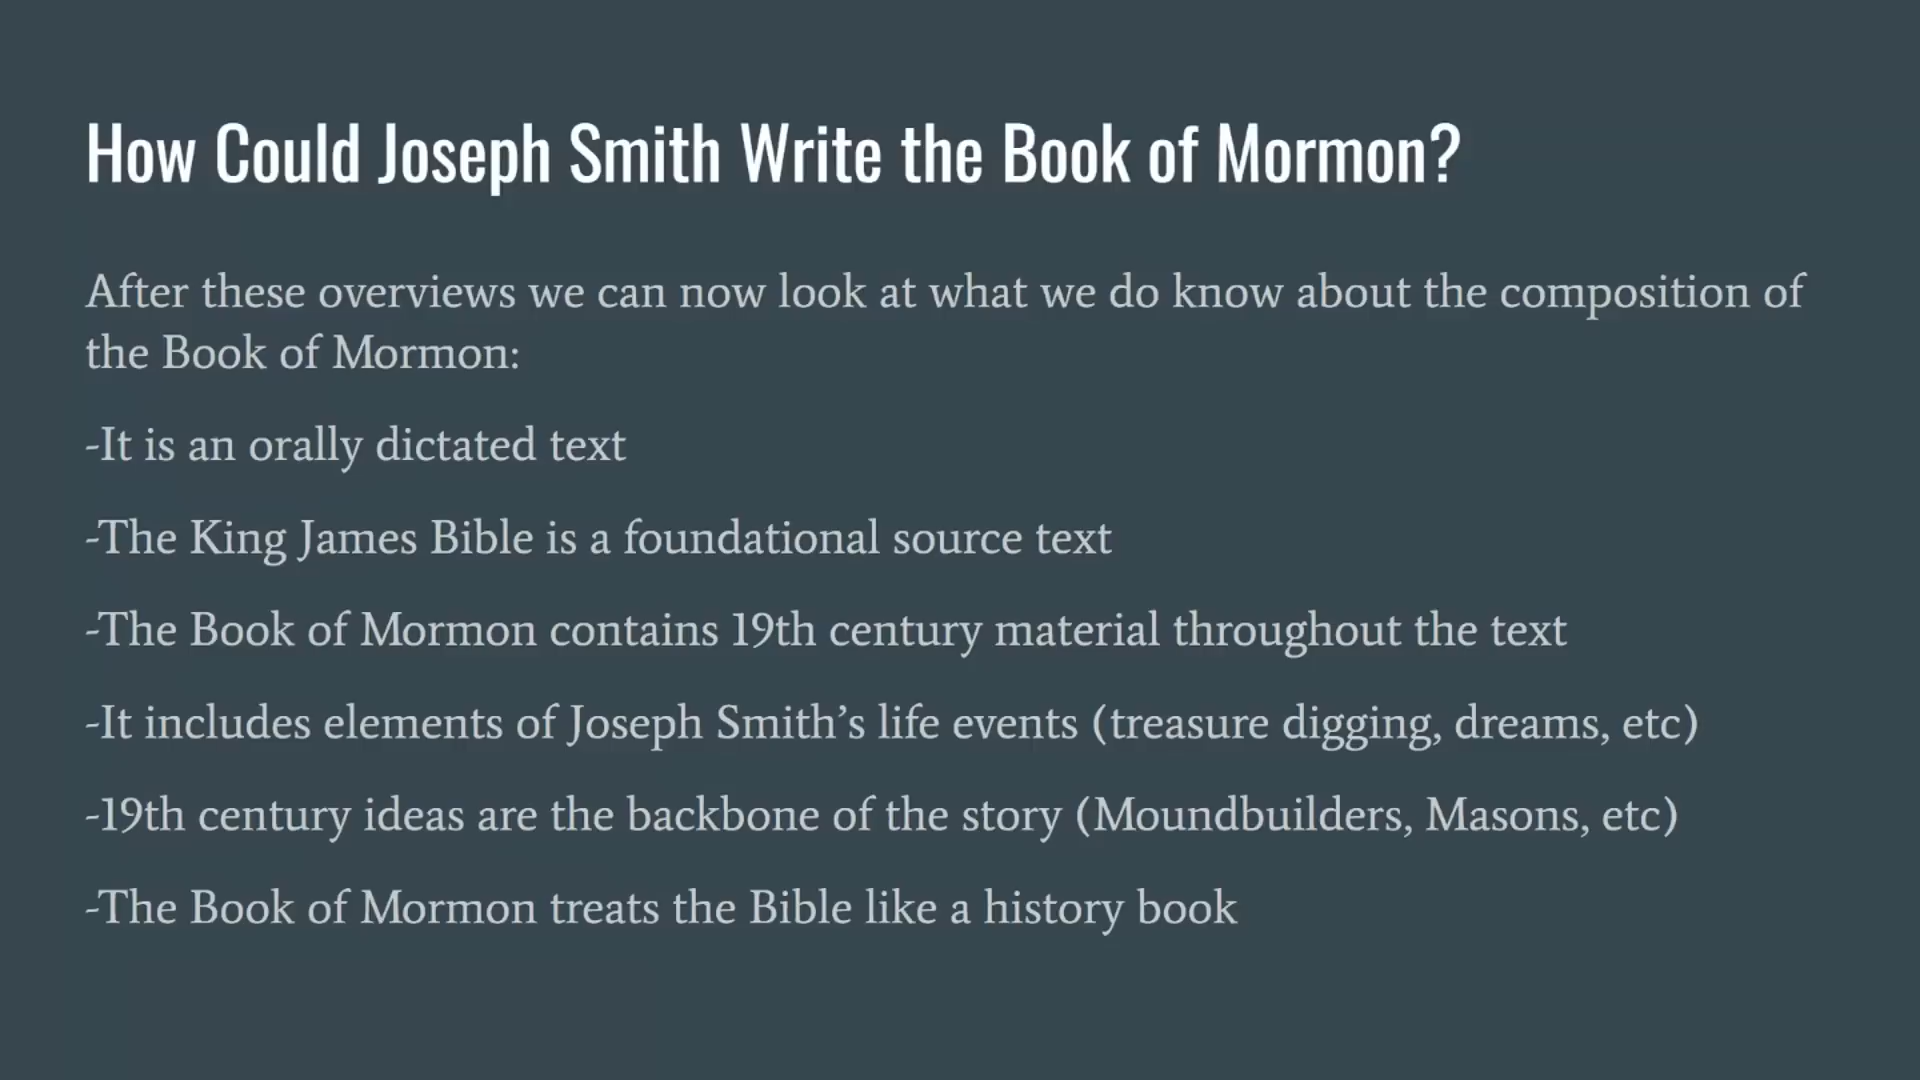 How Could Joseph Smith Write the Book of Mormon?
After these overviews we can now look at what we do know about the composition of
the Book of Mormon:
-It is an orally dictated text
-The King James Bible is a foundational source text
-The Book of Mormon contains 19th century material throughout the text
-It includes elements of Joseph Smith’s life events (treasure digging, dreams, etc)
-19th century ideas are the backbone of the story (Moundbuilders, Masons, etc)
-The Book of Mormon treats the Bible like a history book